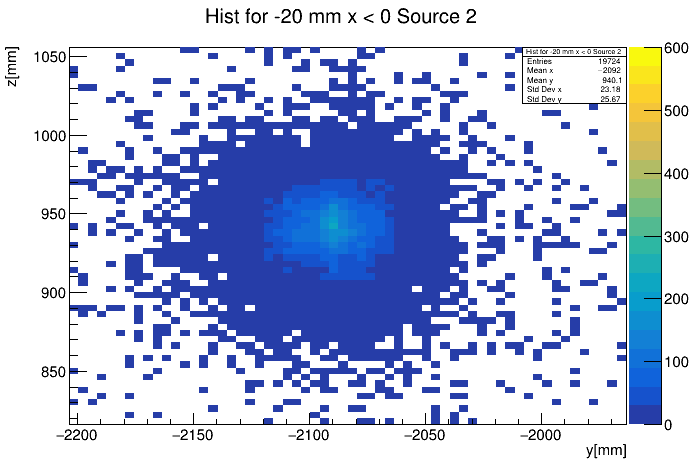 Hist for -20 mm x < 0 Source 2
z[mm]
1050
1000
950
900
850
Hist for -20 mm x < 0 Source 2
Entries 19724
Mean x −2092
Mean y 940.1
Std Dev x 23.18
Std Dev y 25.67
600
500
400
300
200
100
0
−2200 −2150 −2100 −2050 −2000
y[mm]